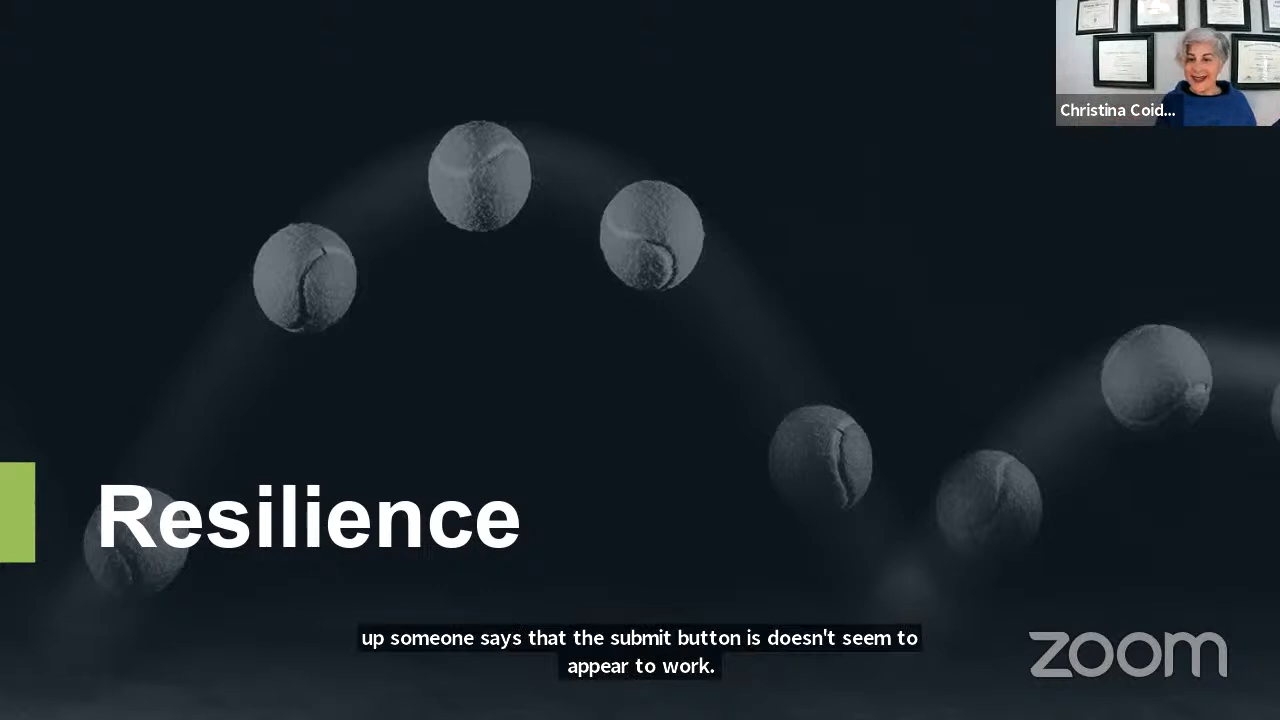 Christina Coid...
Resilience
up someone says that the submit button is doesn't seem to
appear to work.
zoom